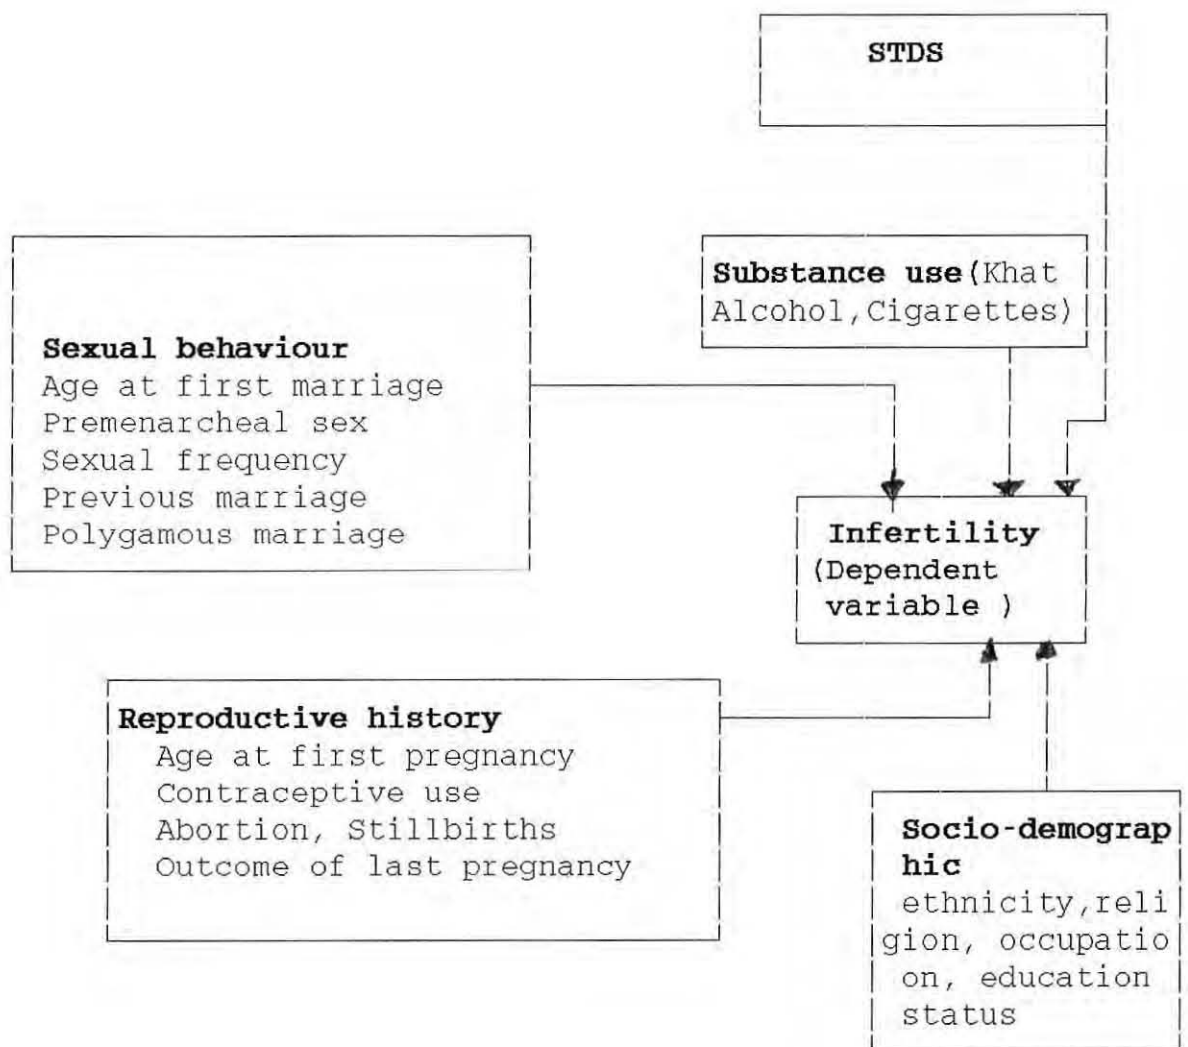 STDS
Substance use(Khat
Alcohol,Cigarettes)
Sexual behaviour
Age at first marriage
Premenarcheal sex
Sexual frequency
Previous marriage
Polygamous marriage
Infertility
(Dependent
variable )
Reproductive history
Age at first pregnancy
Contraceptive use
Abortion, Stillbirths
Outcome of last pregnancy
Socio-demograp
hic
ethnicity,reli
gion, occupatio
on, education
status